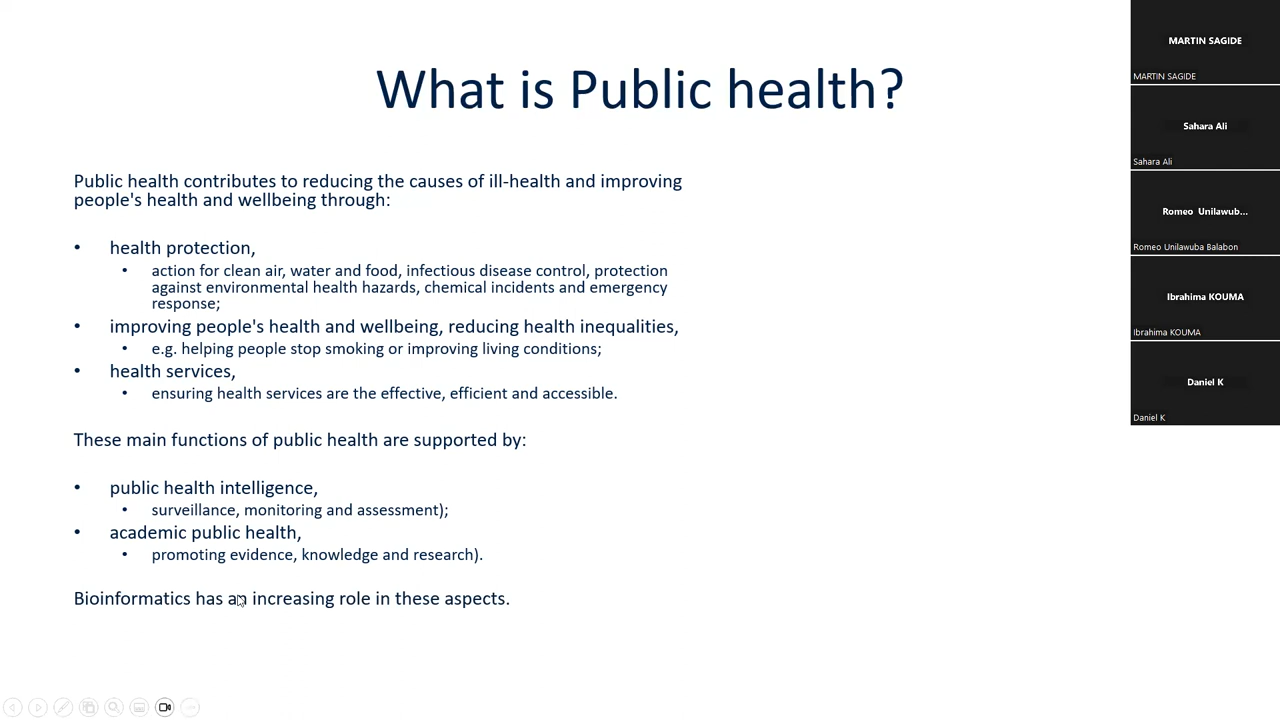 What is Public health?
Public health contributes to reducing the causes of ill-health and improving
people's health and wellbeing through:
• health protection,
• action for clean air, water and food, infectious disease control, protection
against environmental health hazards, chemical incidents and emergency
response;
• improving people's health and wellbeing, reducing health inequalities,
• e.g. helping people stop smoking or improving living conditions;
• health services,
• ensuring health services are the effective, efficient and accessible.
These main functions of public health are supported by:
• public health intelligence,
• surveillance, monitoring and assessment);
• academic public health,
• promoting evidence, knowledge and research).
Bioinformatics has an increasing role in these aspects.
MARTIN SAGIDE
MARTIN SAGIDE
Sahara Ali
Sahara Ali
Romeo Unilawub...
Romeo Unilawuba Balabon
Ibrahima KOUMA
Ibrahima KOUMA
Daniel K
Daniel K